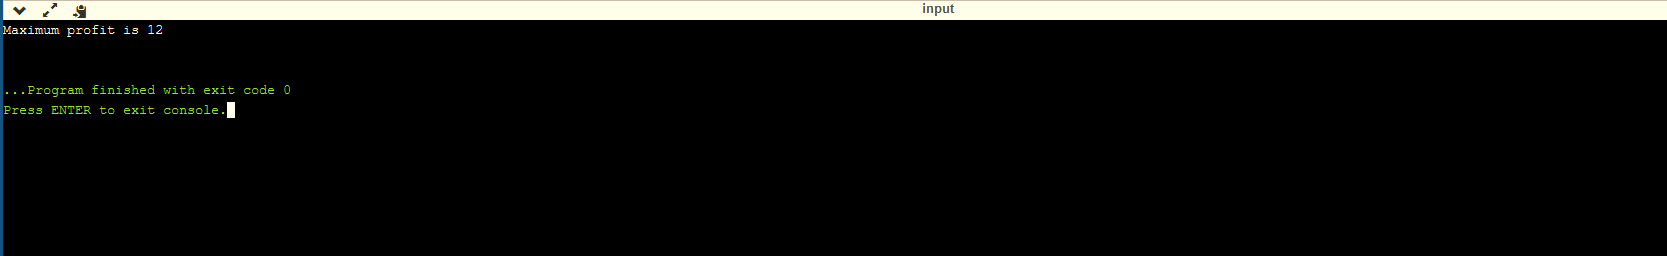 input
Maximum profit is 12
...Program finished with exit code 0
Press ENTER to exit console.